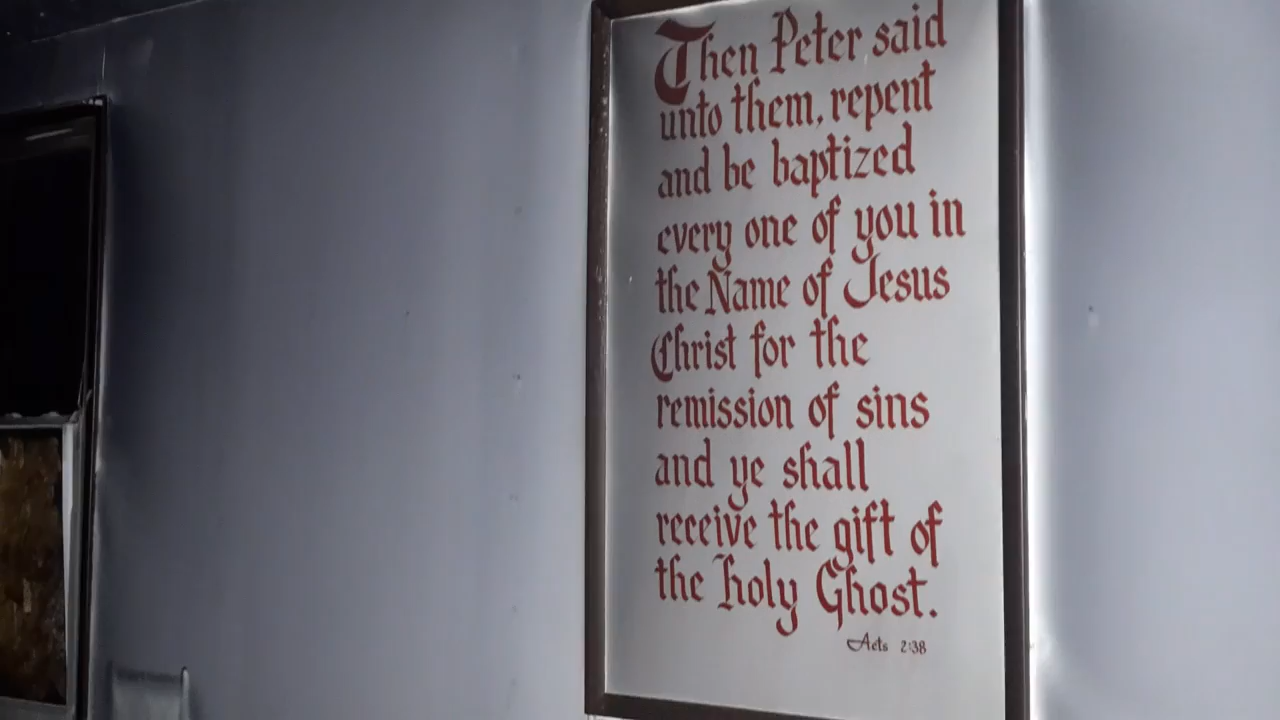 Then Peter said
unto them, repent
and be baptized
every one of you in
the Name of Jesus
Christ for the
remission of sins
and ye shall
receive the gift of
the holy Ghost.
Acts 2:38